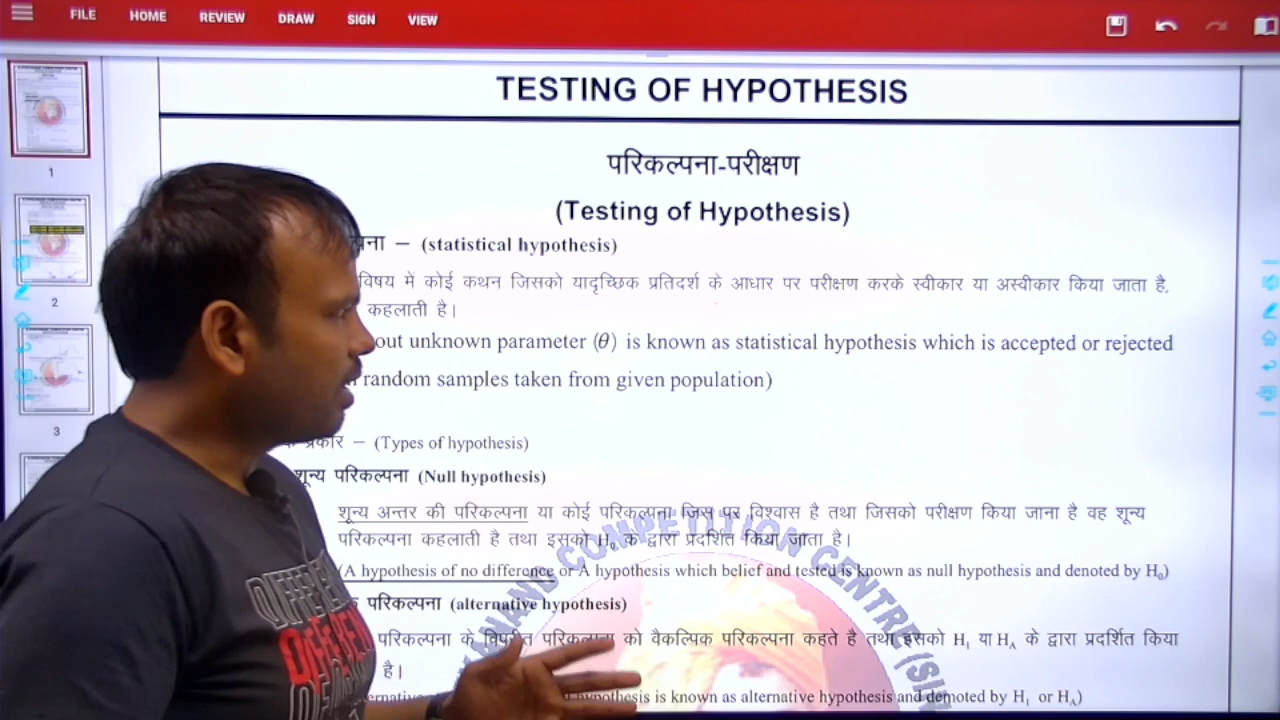 FILE HOME REVIEW DRAW SIGN VIEW
TESTING OF HYPOTHESIS
परिकल्पना-परीक्षण
(Testing of Hypothesis)
– (statistical hypothesis)
विषय में कोई कथन जिसको यादृच्छिक प्रतिदर्श के आधार पर परीक्षण करके स्वीकार या अस्वीकार किया जाता है,
कहलाती है।
out unknown parameter (θ) is known as statistical hypothesis which is accepted or rejected
random samples taken from given population)
प्रकार – (Types of hypothesis)
शून्य परिकल्पना (Null hypothesis)
शून्य अन्तर की परिकल्पना या कोई परिकल्पना जिस पर विश्वास है तथा जिसको परीक्षण किया जाना है वह शून्य
परिकल्पना कहलाती है तथा इसको H₀ के द्वारा प्रदर्शित किया जाता है।
(A hypothesis of no difference or A hypothesis which belief and tested is known as null hypothesis and denoted by H₀)
परिकल्पना (alternative hypothesis)
परिकल्पना के विपरीत परिकल्पना को वैकल्पिक परिकल्पना कहते है तथा इसको H₁ या H_A के द्वारा प्रदर्शित किया
है।
hypothesis is known as alternative hypothesis and demoted by H₁ or H_A)
ANAND COMPETITION CENTRE
1
2
3